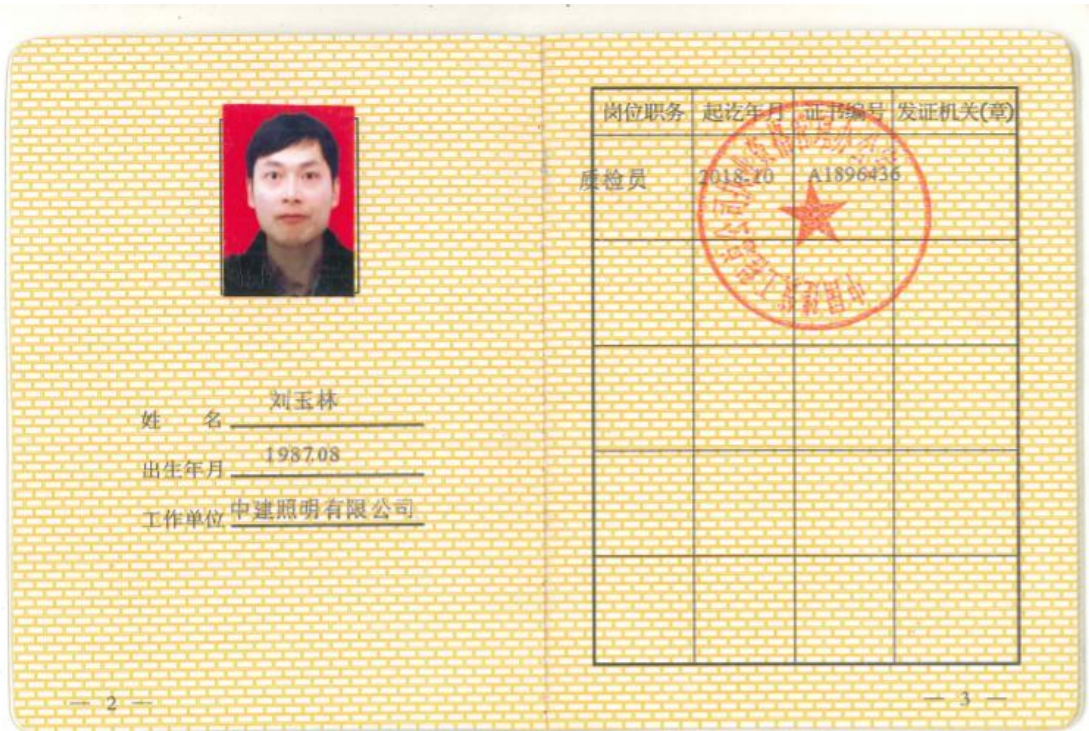 姓 名 刘玉林
出生年月 1987.08
工作单位 中建照明有限公司
— 2 —
岗位职务 起讫年月 证书编号 发证机关(章)
质检员 2018.10 A1896436
— 3 —